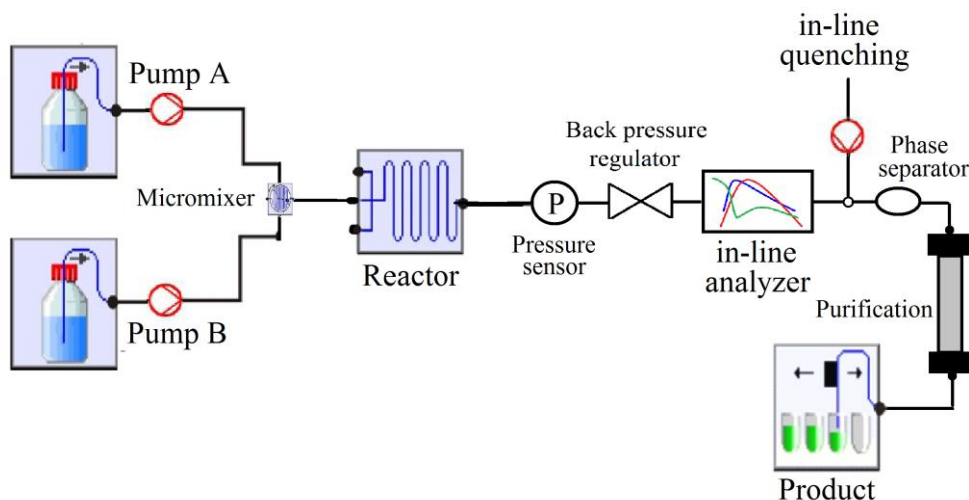 Pump A
Micromixer
Pump B
Reactor
P
Pressure
sensor
Back pressure
regulator
in-line
analyzer
in-line
quenching
Phase
separator
Purification
Product